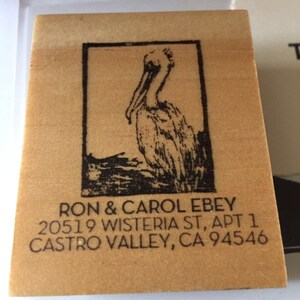 RON & CAROL EBEY
20519 WISTERIA ST, APT 1
CASTRO VALLEY, CA 94546